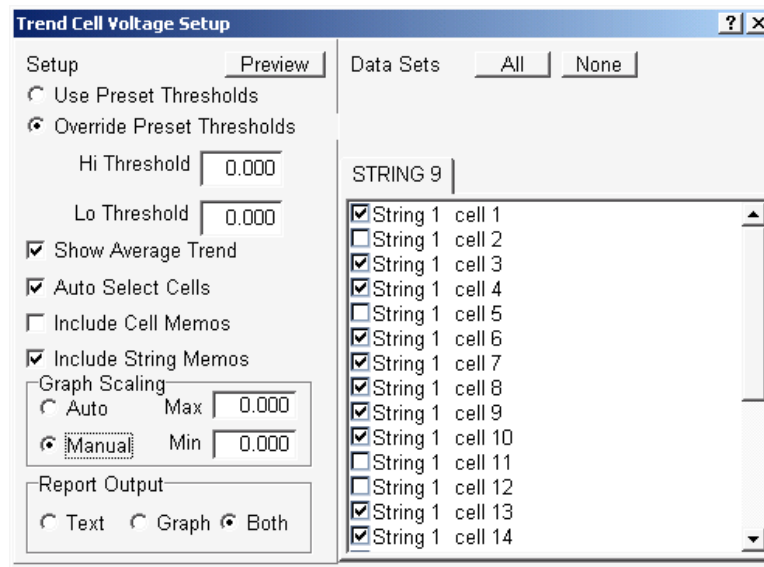 Trend Cell Voltage Setup
Setup
Preview
Use Preset Thresholds
Override Preset Thresholds
Hi Threshold 0.000
Lo Threshold 0.000
Show Average Trend
Auto Select Cells
Include Cell Memos
Include String Memos
Graph Scaling
Auto Max 0.000
Manual Min 0.000
Report Output
Text Graph Both
Data Sets All None
STRING 9
String 1 cell 1
String 1 cell 2
String 1 cell 3
String 1 cell 4
String 1 cell 5
String 1 cell 6
String 1 cell 7
String 1 cell 8
String 1 cell 9
String 1 cell 10
String 1 cell 11
String 1 cell 12
String 1 cell 13
String 1 cell 14